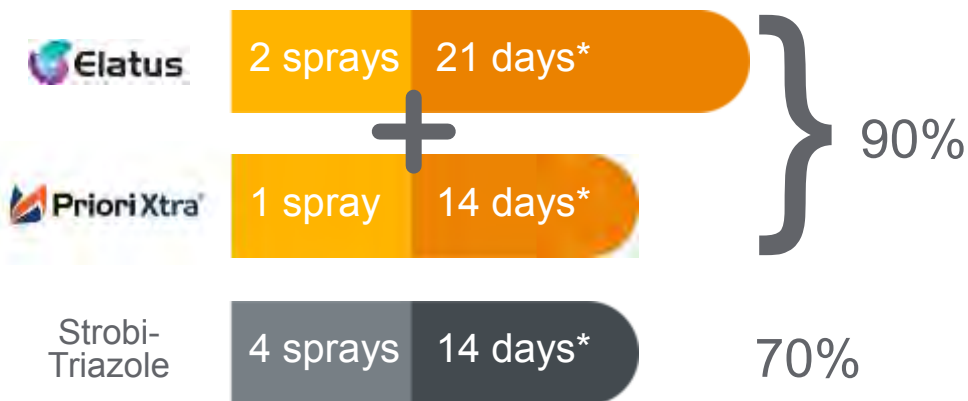 Elatus
2 sprays 21 days*
+
90%
Priori Xtra
1 spray 14 days*
Strobi-
Triazole
4 sprays 14 days*
70%